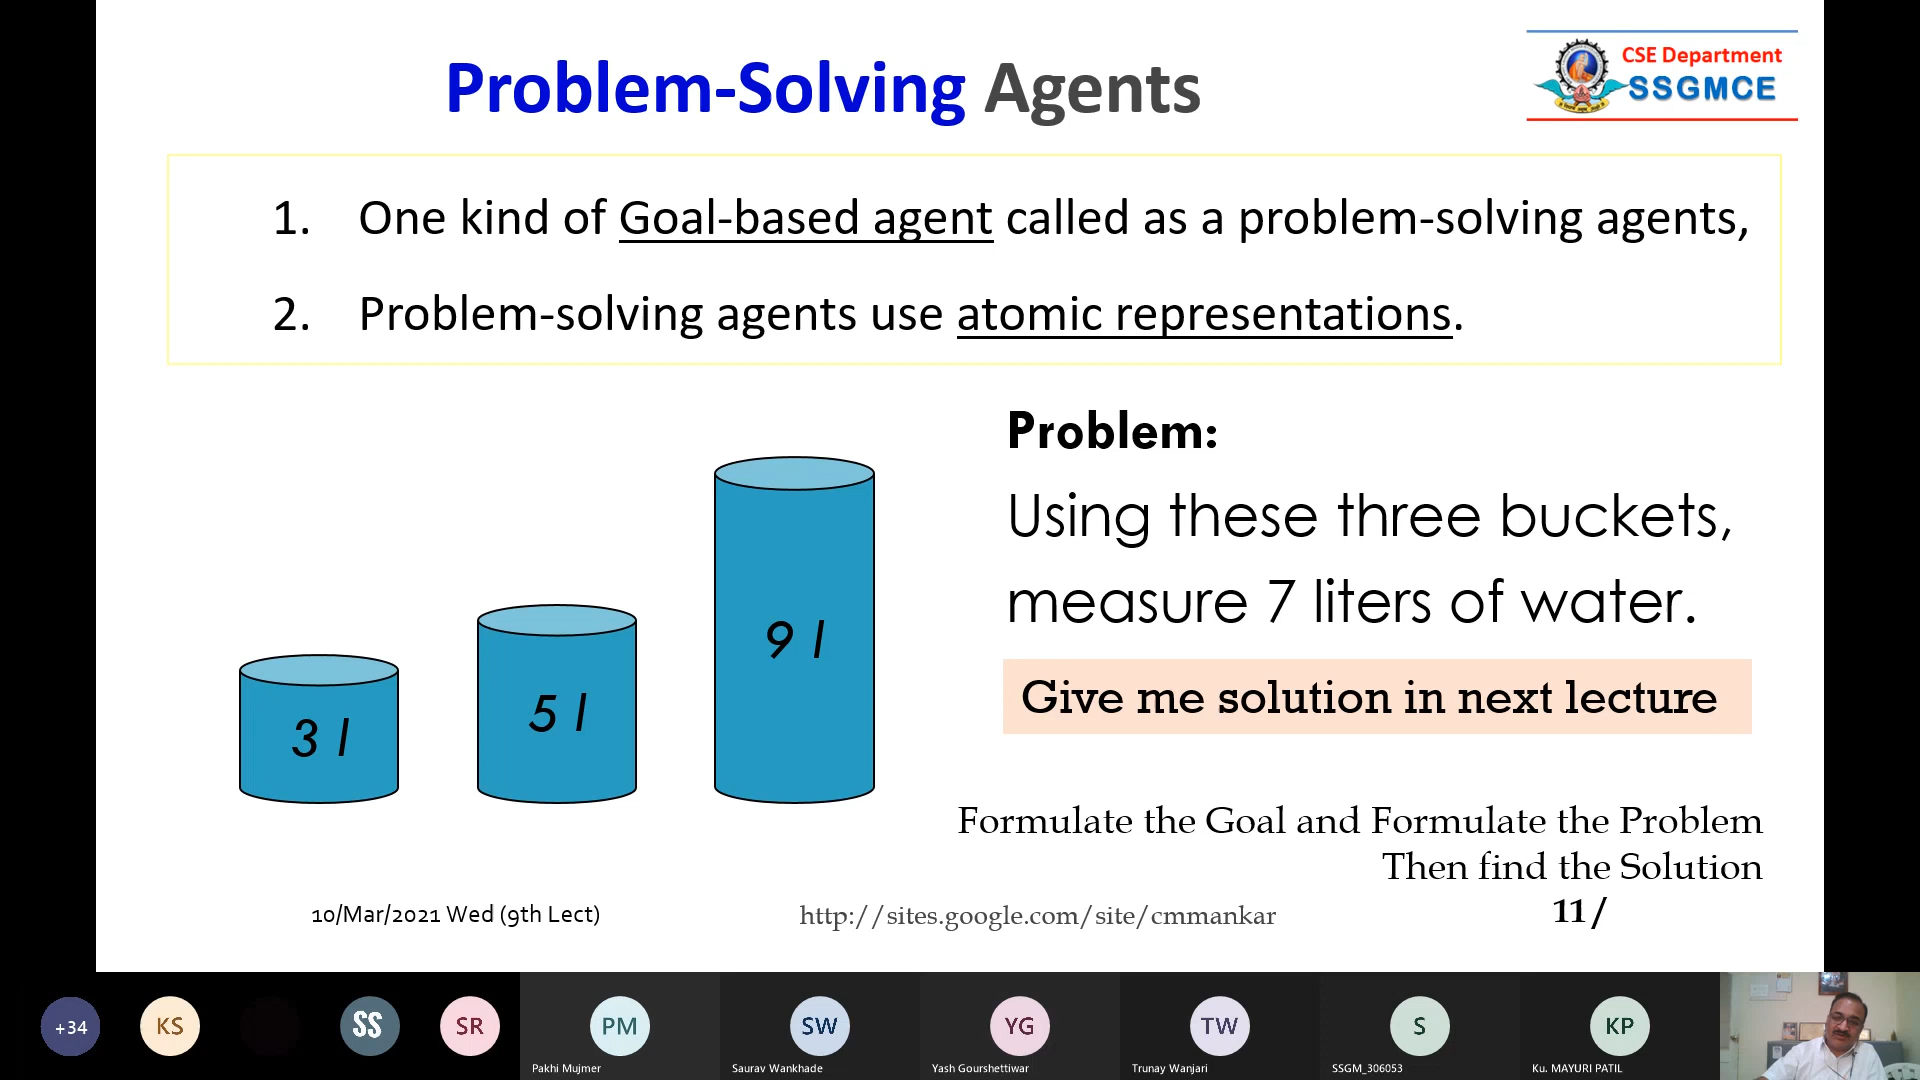 Problem-Solving Agents
CSE Department
SSGMCE
1. One kind of Goal-based agent called as a problem-solving agents,
2. Problem-solving agents use atomic representations.
3 l
5 l
9 l
Problem:
Using these three buckets,
measure 7 liters of water.
Give me solution in next lecture
Formulate the Goal and Formulate the Problem
Then find the Solution
10/Mar/2021 Wed (9th Lect)
http://sites.google.com/site/cmmankar
11/
+34
KS
SS
SR
PM
Pakhi Mujmer
SW
Saurav Wankhade
YG
Yash Gourshettiwar
TW
Trunay Wanjari
S
SSGM_306053
KP
Ku. MAYURI PATIL